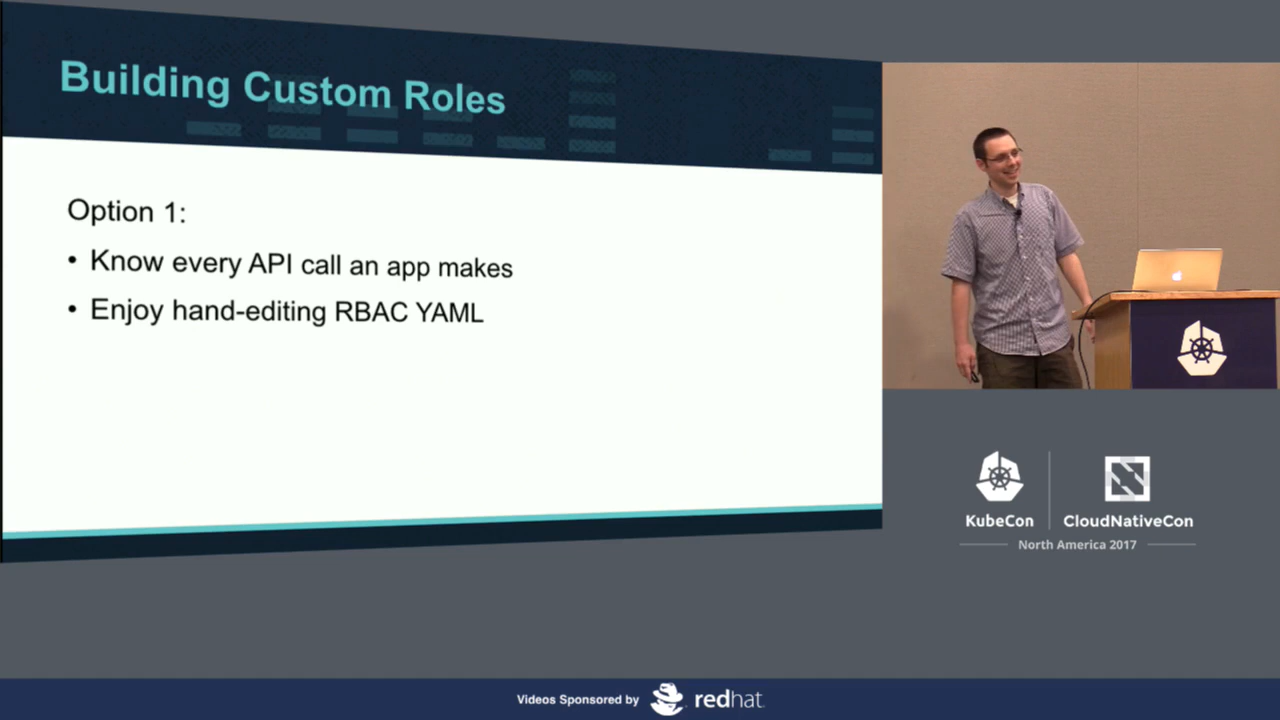 Building Custom Roles
Option 1:
• Know every API call an app makes
• Enjoy hand-editing RBAC YAML
KubeCon
CloudNativeCon
North America 2017
Videos Sponsored by
redhat.